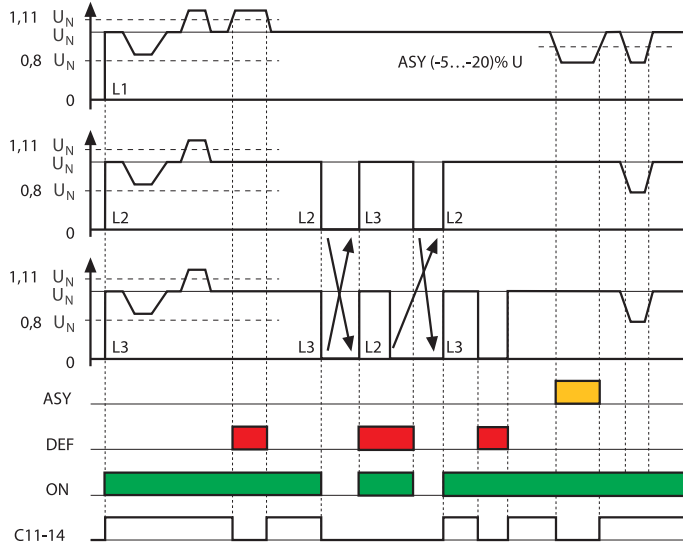 1,11 U_N
U_N
0,8 U_N
ASY (-5...-20)% U
0
L1
1,11 U_N
U_N
0,8 U_N
L2 L2 L3 L2
0
1,11 U_N
U_N
0,8 U_N
L3 L3 L2 L3
0
ASY
DEF
ON
C11-14